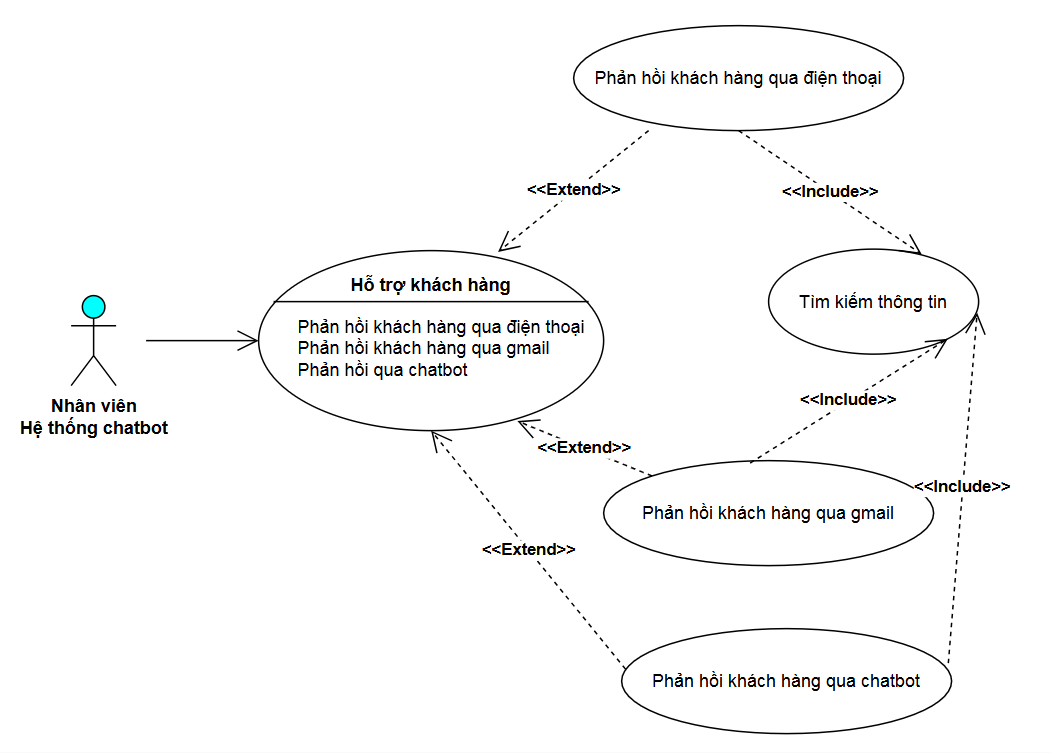 Phản hồi khách hàng qua điện thoại
<<Extend>>
<<Include>>
Hỗ trợ khách hàng
Phản hồi khách hàng qua điện thoại
Phản hồi khách hàng qua gmail
Phản hồi qua chatbot
Tìm kiếm thông tin
Nhân viên
Hệ thống chatbot
<<Include>>
<<Extend>>
<<Include>>
Phản hồi khách hàng qua gmail
<<Extend>>
Phản hồi khách hàng qua chatbot